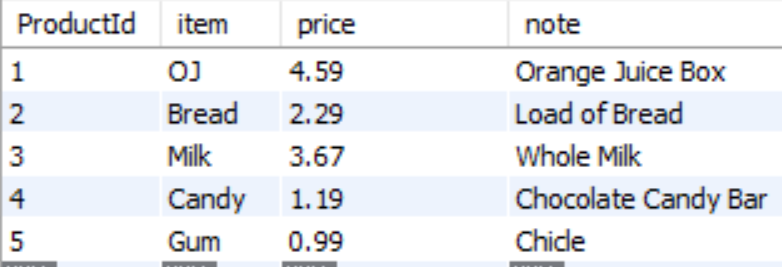 ProductId item price note
1 OJ 4.59 Orange Juice Box
2 Bread 2.29 Load of Bread
3 Milk 3.67 Whole Milk
4 Candy 1.19 Chocolate Candy Bar
5 Gum 0.99 Chicle